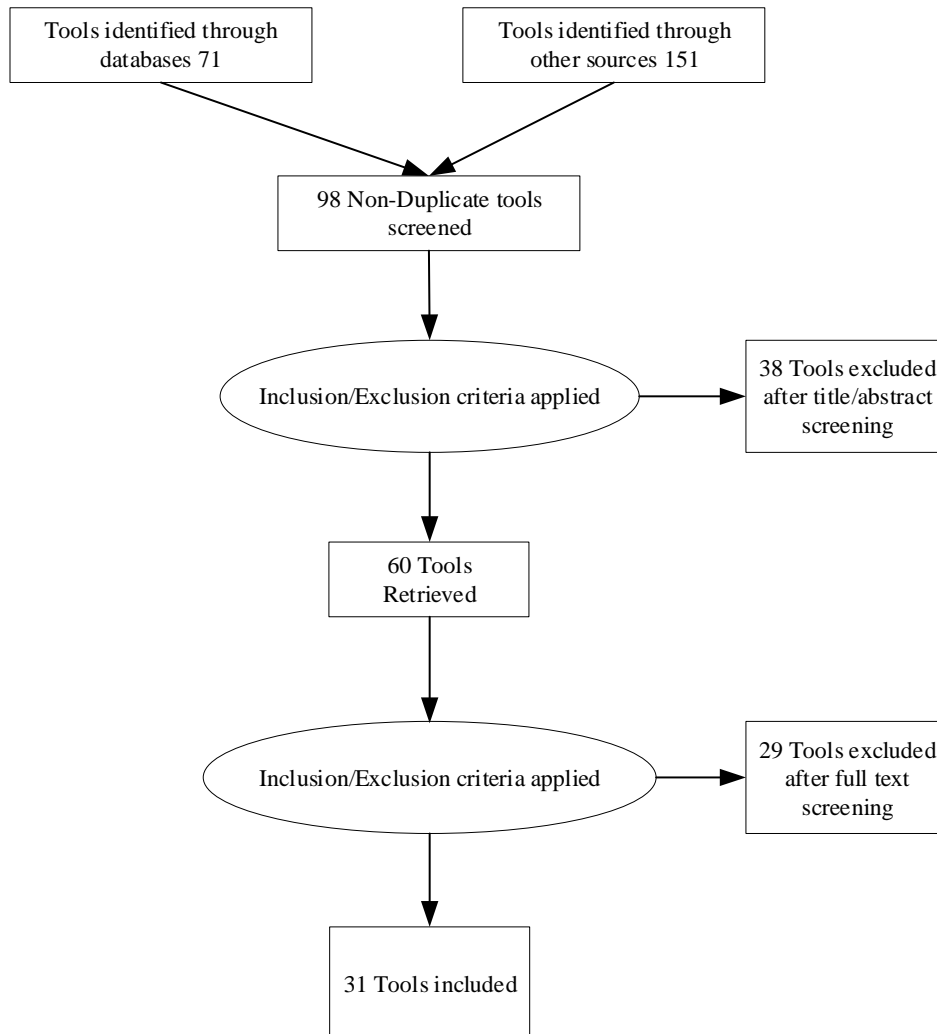 Tools identified through
databases 71
Tools identified through
other sources 151
98 Non-Duplicate tools
screened
Inclusion/Exclusion criteria applied
38 Tools excluded
after title/abstract
screening
60 Tools
Retrieved
Inclusion/Exclusion criteria applied
29 Tools excluded
after full text
screening
31 Tools included